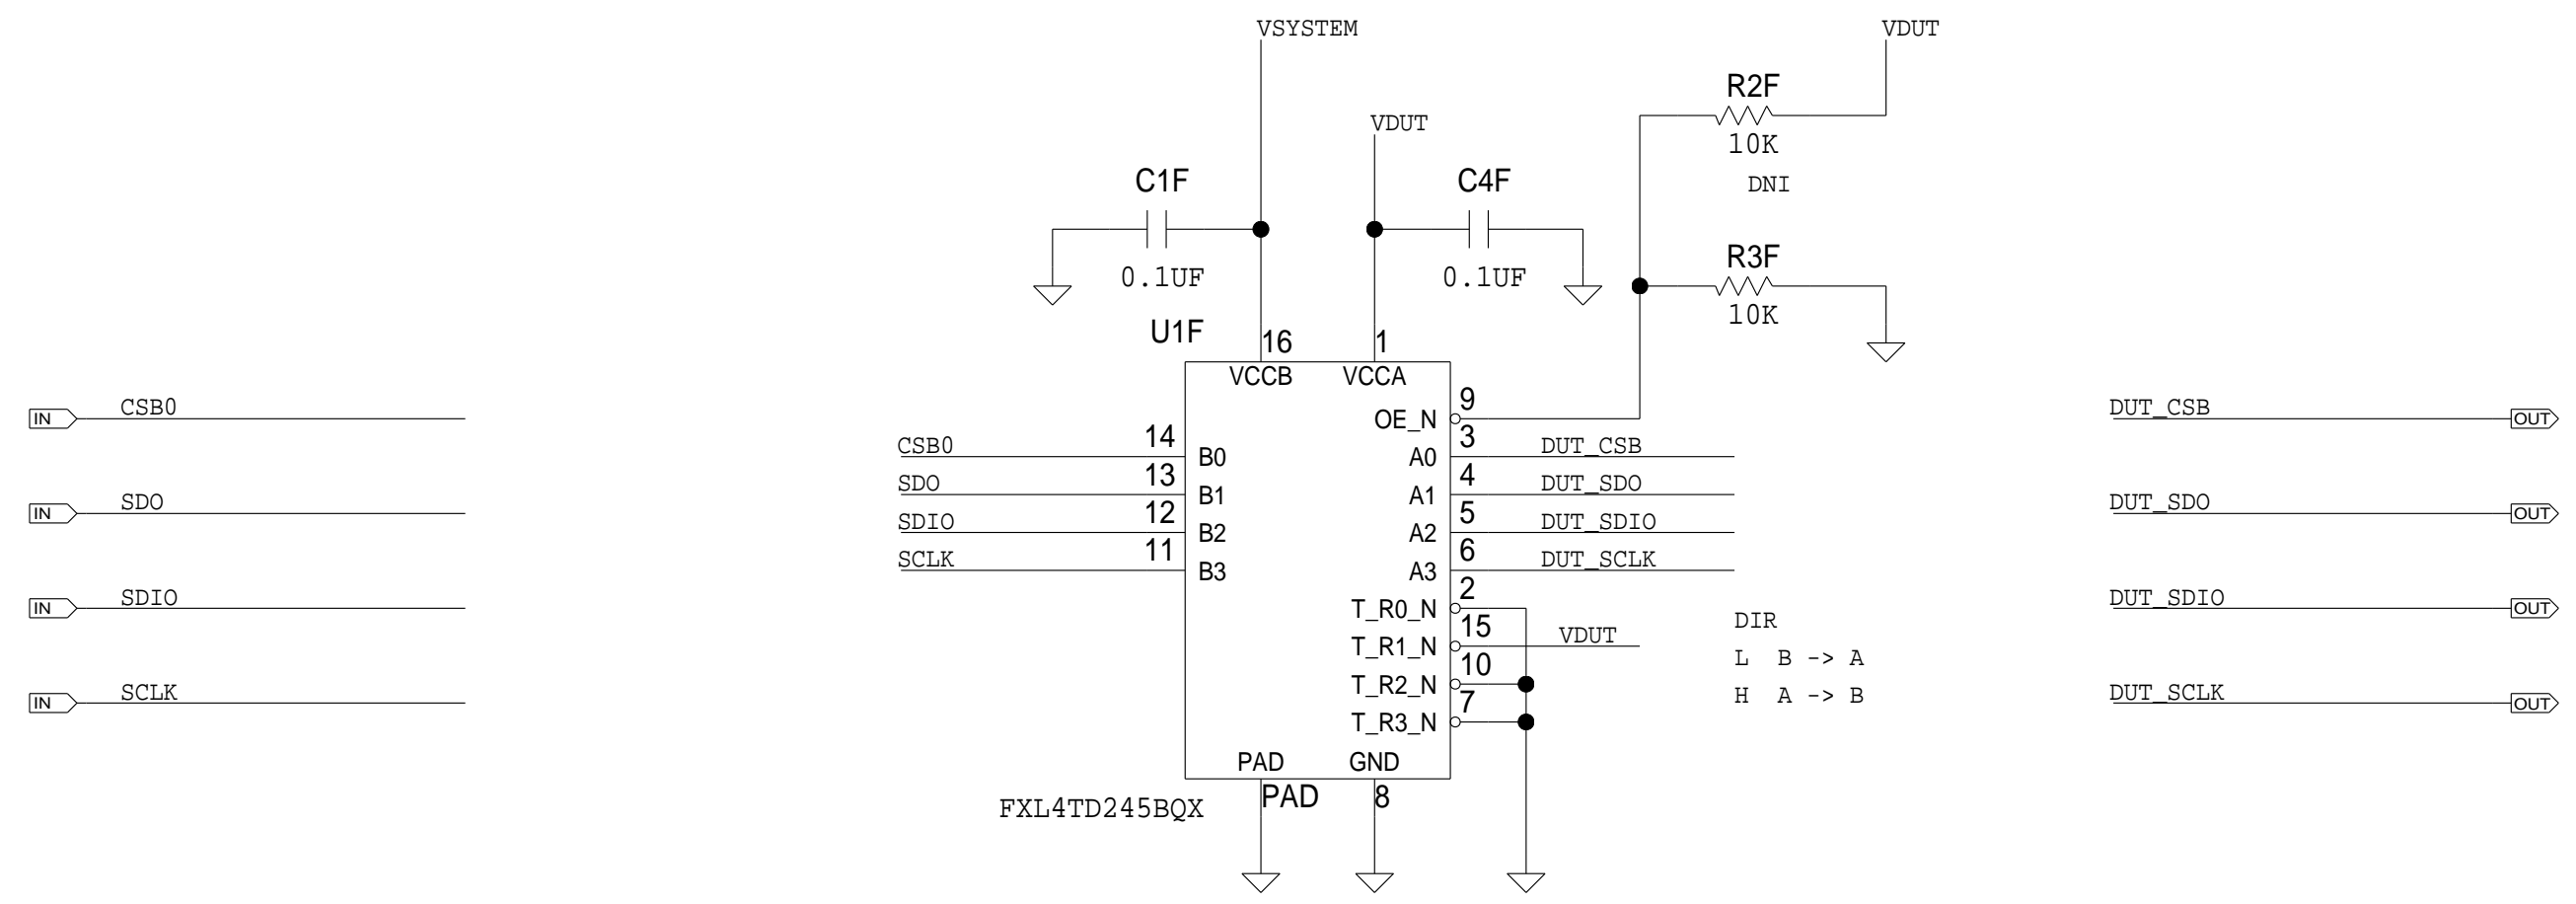 VSYSTEM
VDUT
R2F
10K
DNI
VDUT
C1F
0.1UF
C4F
0.1UF
R3F
10K
U1F
16
1
VCCB
VCCA
OE_N
9
IN
CSB0
IN
SDO
IN
SDIO
IN
SCLK
CSB0
14
B0
SDO
13
B1
SDIO
12
B2
SCLK
11
B3
A0
3
DUT_CSB
A1
4
DUT_SDO
A2
5
DUT_SDIO
A3
6
DUT_SCLK
T_R0_N
2
T_R1_N
15
VDUT
T_R2_N
10
T_R3_N
7
DIR
L B -> A
H A -> B
PAD
GND
PAD
8
FXL4TD245BQX
DUT_CSB
OUT
DUT_SDO
OUT
DUT_SDIO
OUT
DUT_SCLK
OUT